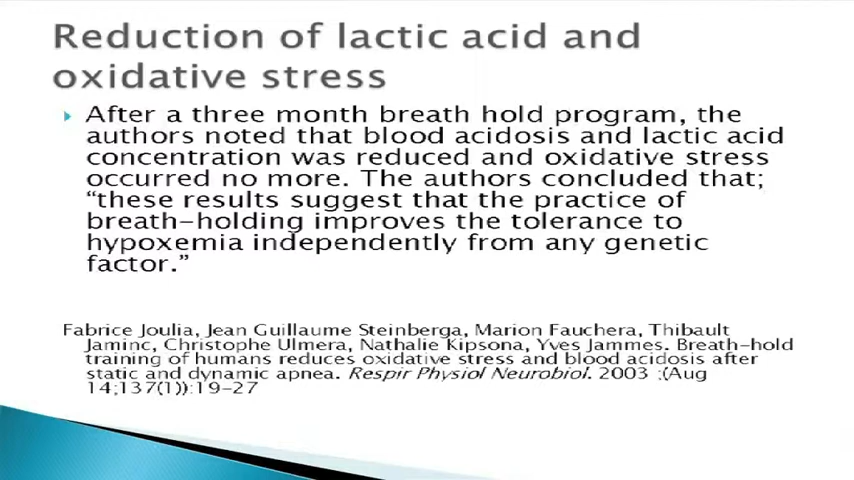 Reduction of lactic acid and
oxidative stress
After a three month breath hold program, the
authors noted that blood acidosis and lactic acid
concentration was reduced and oxidative stress
occurred no more. The authors concluded that;
“these results suggest that the practice of
breath-holding improves the tolerance to
hypoxemia independently from any genetic
factor.”
Fabrice Joulia, Jean Guillaume Steinberga, Marion Fauchera, Thibault
Jaminc, Christophe Ulmera, Nathalie Kipsona, Yves Jammes. Breath-hold
training of humans reduces oxidative stress and blood acidosis after
static and dynamic apnea. Respir Physiol Neurobiol. 2003 ;(Aug
14;137(1)):19-27